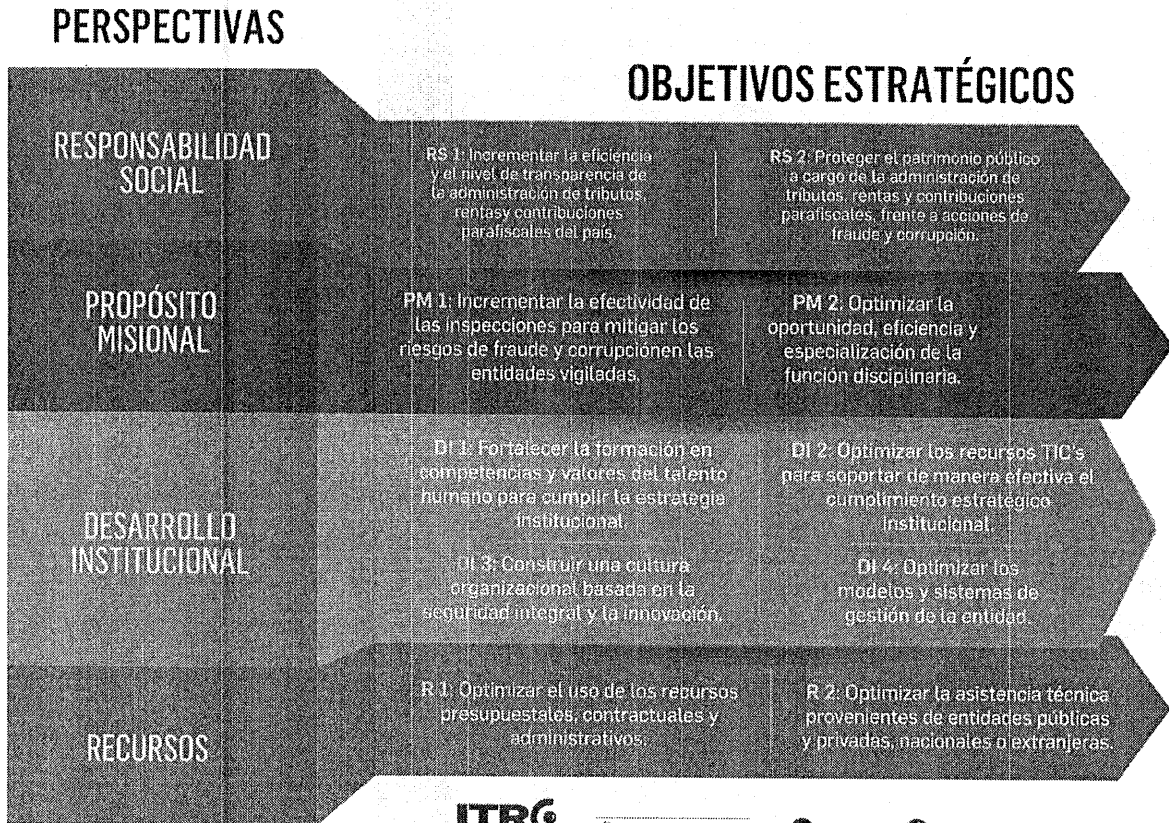 PERSPECTIVAS
OBJETIVOS ESTRATÉGICOS
RESPONSABILIDAD
SOCIAL
RS 1: Incrementar la eficiencia
y el nivel de transparencia de
la administración de tributos,
rentasy contribuciones
parafiscales del país.
RS 2: Proteger el patrimonio público
a cargo de la administración de
tributos, rentas y contribuciones
parafiscales, frente a acciones de
fraude y corrupción.
PROPÓSITO
MISIONAL
PM 1: Incrementar la efectividad de
las inspecciones para mitigar los
riesgos de fraude y corrupciónen las
entidades vigiladas.
PM 2: Optimizar la
oportunidad, eficiencia y
especialización de la
función disciplinaria.
DESARROLLO
INSTITUCIONAL
DI 1: Fortalecer la formación en
competencias y valores del talento
humano para cumplir la estrategia
institucional.
DI 2: Optimizar los recursos TIC's
para soportar de manera efectiva el
cumplimiento estratégico
institucional.
DI 3: Construir una cultura
organizacional basada en la
seguridad integral y la innovación.
DI 4: Optimizar los
modelos y sistemas de
gestión de la entidad.
RECURSOS
R 1: Optimizar el uso de los recursos
presupuestales, contractuales y
administrativos.
R 2: Optimizar la asistencia técnica
provenientes de entidades públicas
y privadas, nacionales o extranjeras.
ITRC